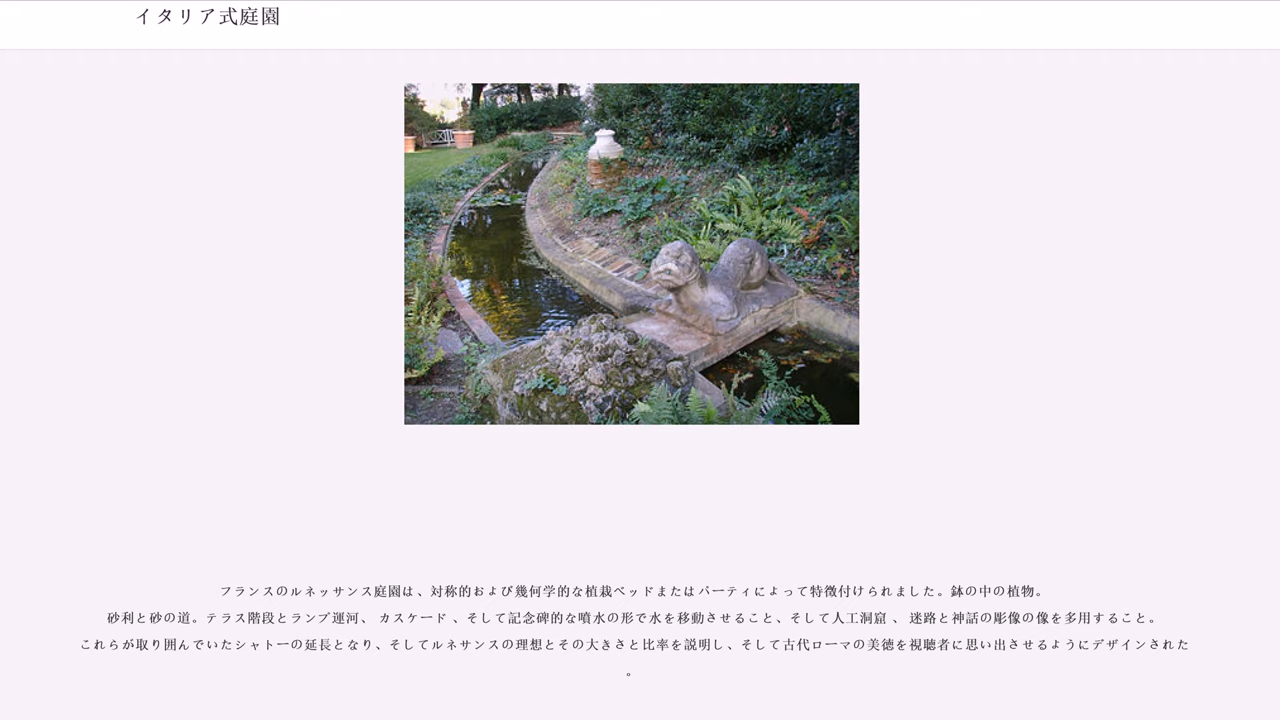 イタリア式庭園
フランスのルネッサンス庭園は、対称的および幾何学的な植栽ベッドまたはパーティによって特徴付けられました。鉢の中の植物。
砂利と砂の道。テラス階段とランプ運河、 カスケード 、そして記念碑的な噴水の形で水を移動させること、そして人工洞窟 、 迷路と神話の彫像の像を多用すること。
これらが取り囲んでいたシャトーの延長となり、そしてルネサンスの理想とその大きさと比率を説明し、そして古代ローマの美徳を視聴者に思い出させるようにデザインされた
。